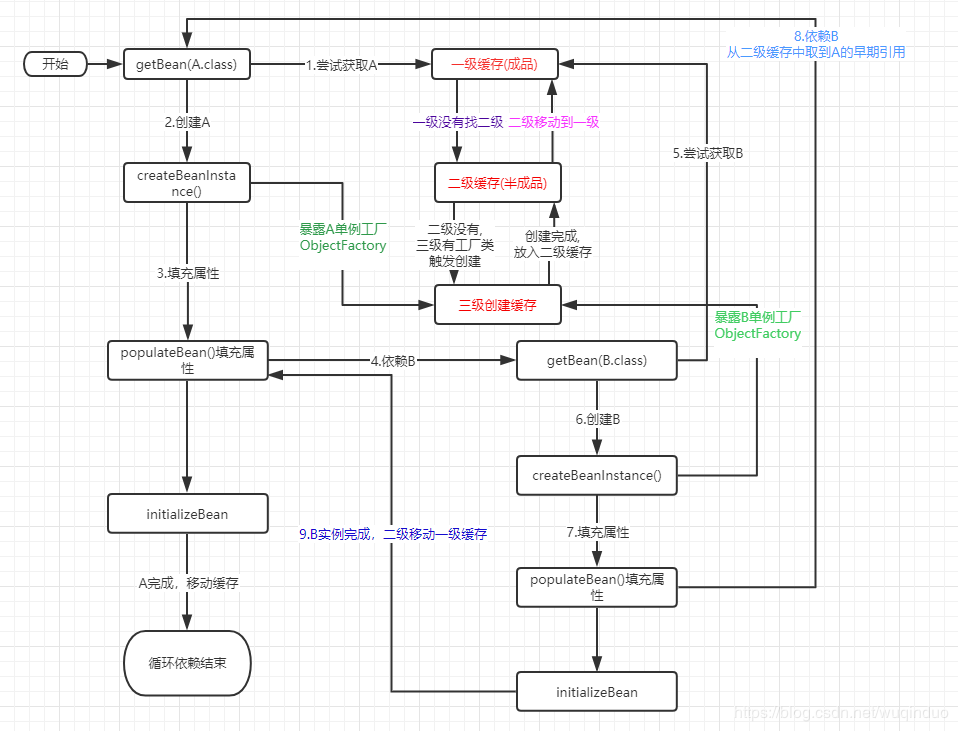 8.依赖B
从二级缓存中取到A的早期引用
开始
getBean(A.class)
1.尝试获取A
一级缓存(成品)
2.创建A
一级没有找二级
二级移动到一级
5.尝试获取B
createBeanInsta
nce()
二级缓存(半成品)
暴露A单例工厂
ObjectFactory
二级没有,
三级有工厂类
触发创建
创建完成,
放入二级缓存
3.填充属性
三级创建缓存
暴露B单例工厂
ObjectFactory
populateBean()填充属
性
4.依赖B
getBean(B.class)
6.创建B
createBeanInstance()
initializeBean
9.B实例完成，二级移动一级缓存
7.填充属性
A完成，移动缓存
populateBean()填充属
性
循环依赖结束
initializeBean
https://blog.csdn.net/wuqinduo